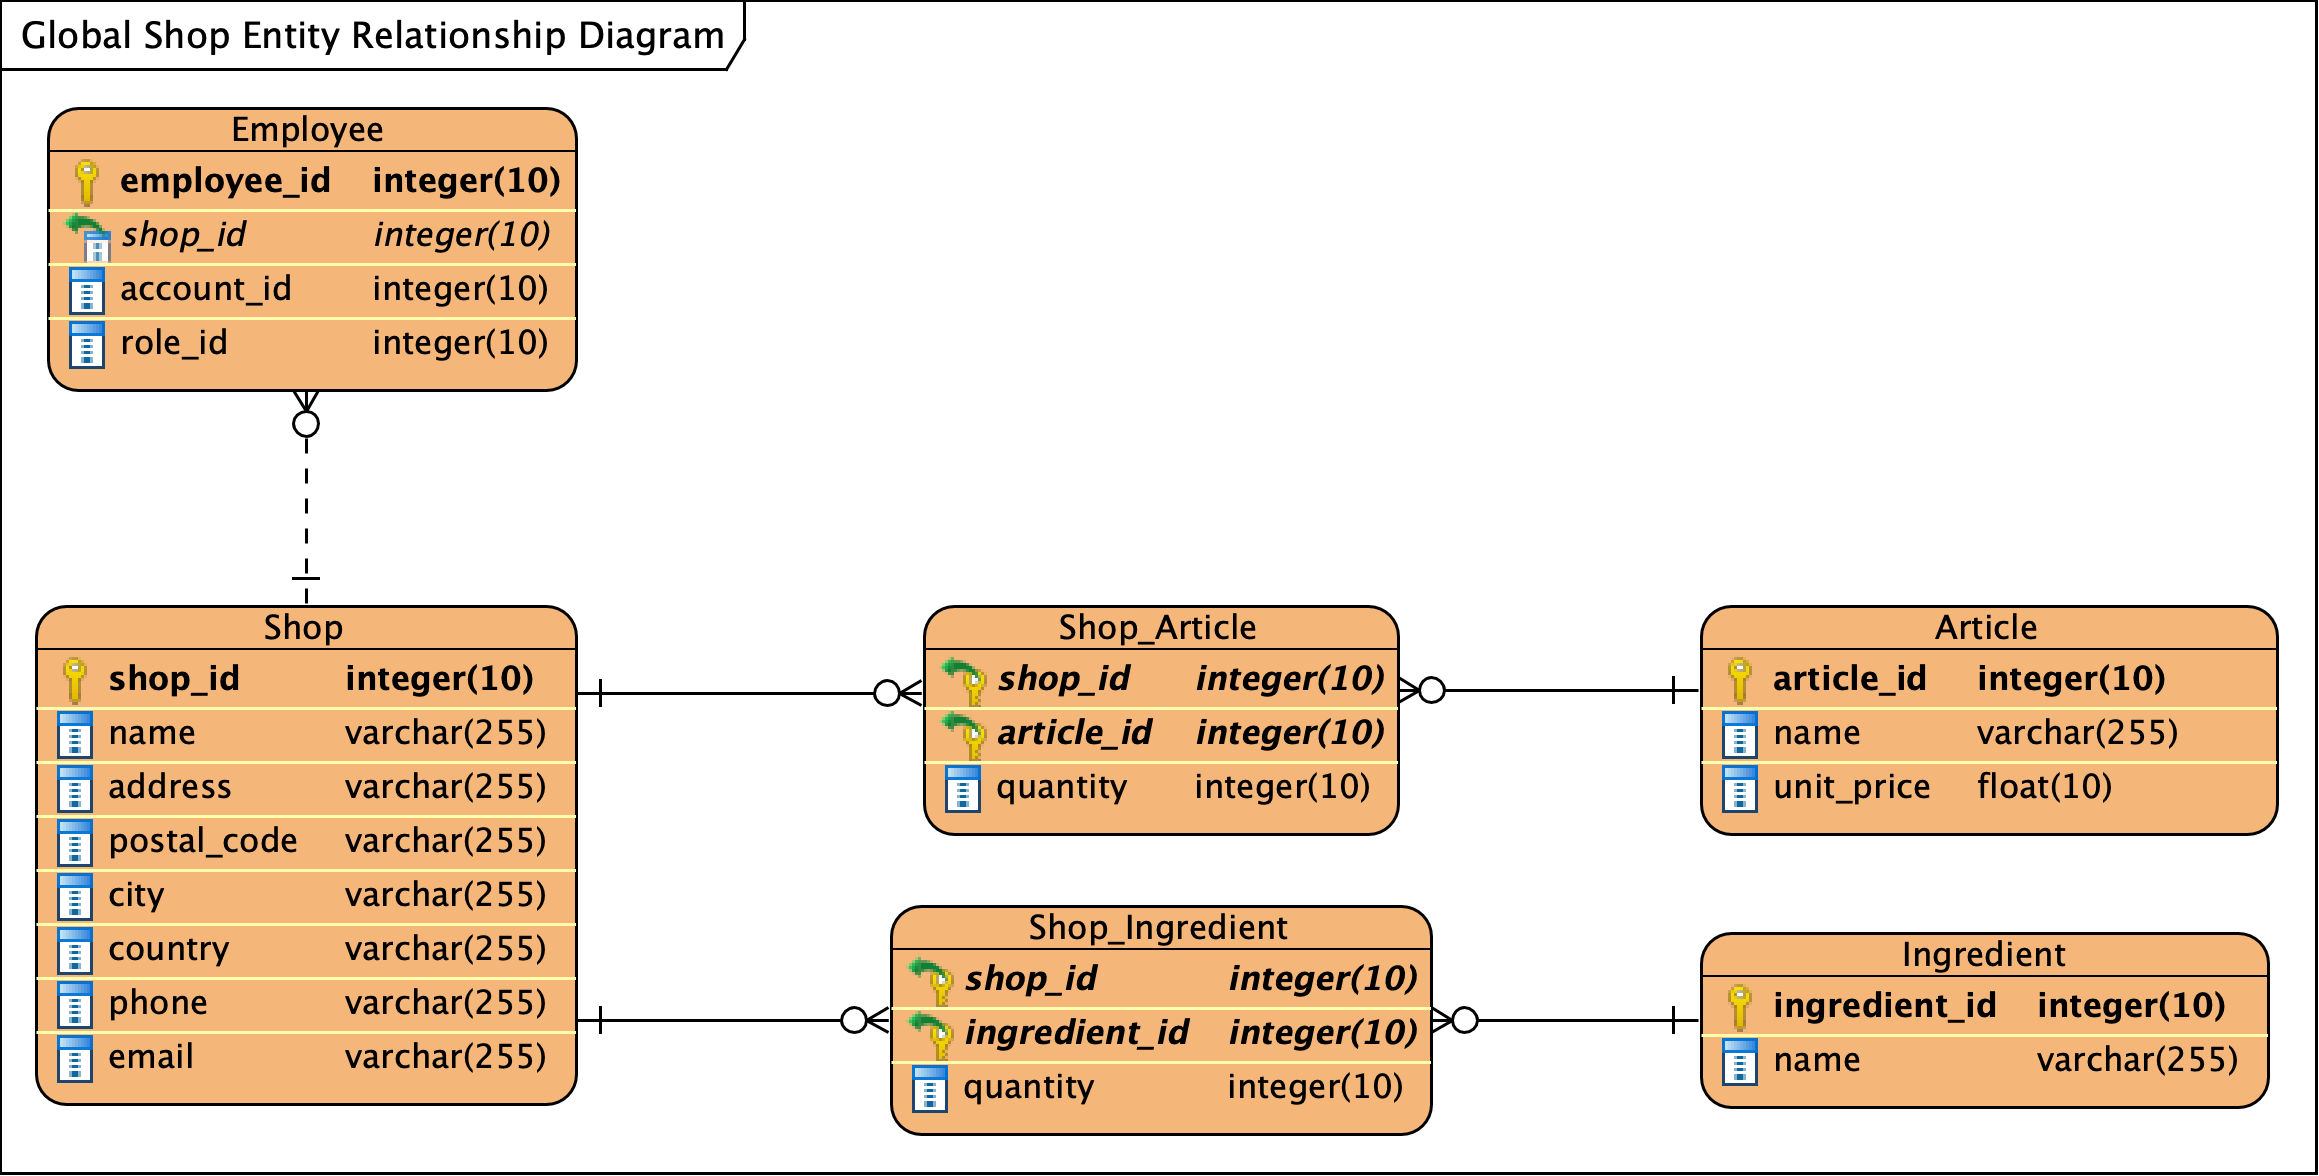 Global Shop Entity Relationship Diagram
Employee
employee_id integer(10)
shop_id integer(10)
account_id integer(10)
role_id integer(10)
Shop
shop_id integer(10)
name varchar(255)
address varchar(255)
postal_code varchar(255)
city varchar(255)
country varchar(255)
phone varchar(255)
email varchar(255)
Shop_Article
shop_id integer(10)
article_id integer(10)
quantity integer(10)
Article
article_id integer(10)
name varchar(255)
unit_price float(10)
Shop_Ingredient
shop_id integer(10)
ingredient_id integer(10)
quantity integer(10)
Ingredient
ingredient_id integer(10)
name varchar(255)